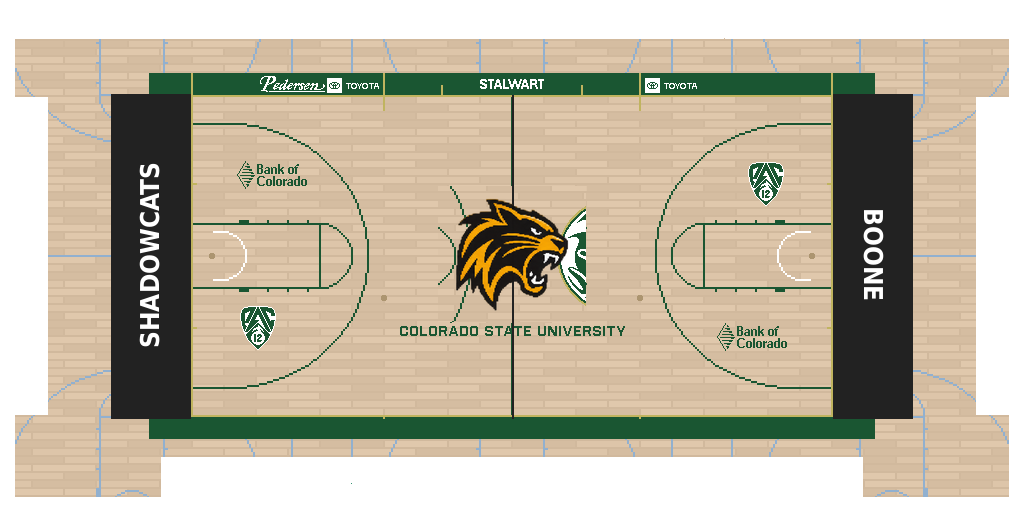 Pedersen TOYOTA
STALWART
TOYOTA
Bank of
Colorado
12
SHADOWCATS
BOONE
12
COLORADO STATE UNIVERSITY
Bank of
Colorado